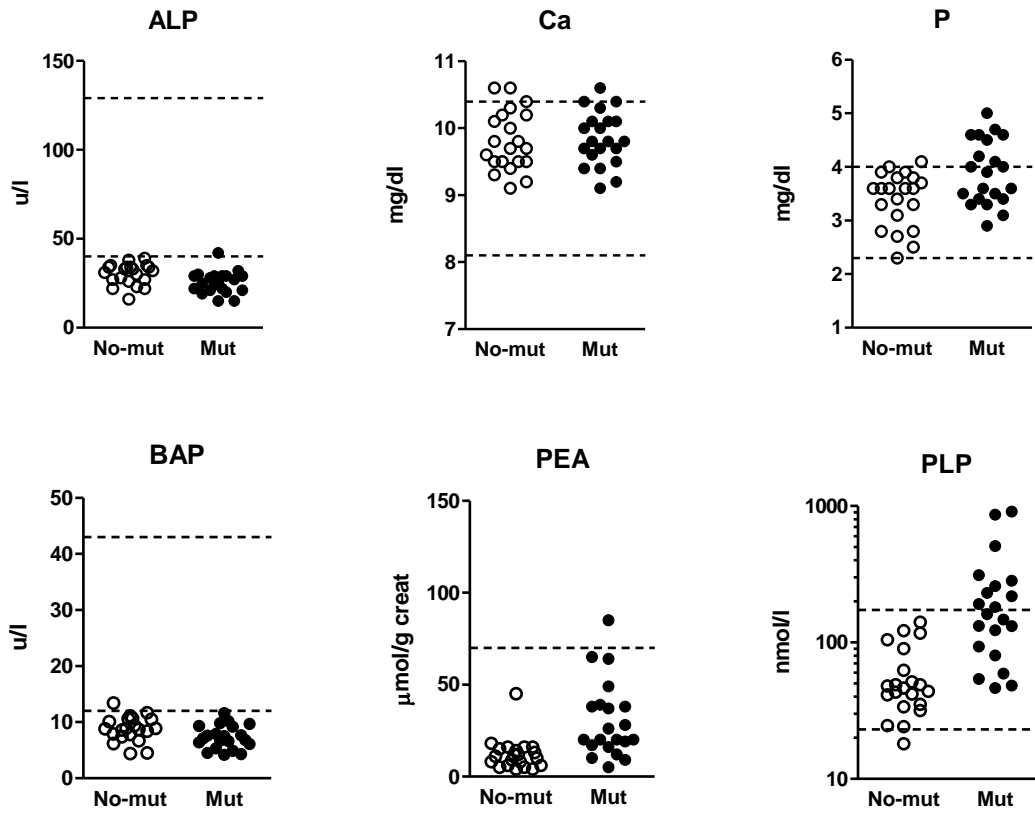 ALP
150
100
50
0
u/l
No-mut Mut
Ca
11
10
9
8
7
mg/dl
No-mut Mut
P
6
5
4
3
2
1
mg/dl
No-mut Mut
BAP
50
40
30
20
10
0
u/l
No-mut Mut
PEA
150
100
50
0
μmol/g creat
No-mut Mut
PLP
1000
100
10
nmol/l
No-mut Mut